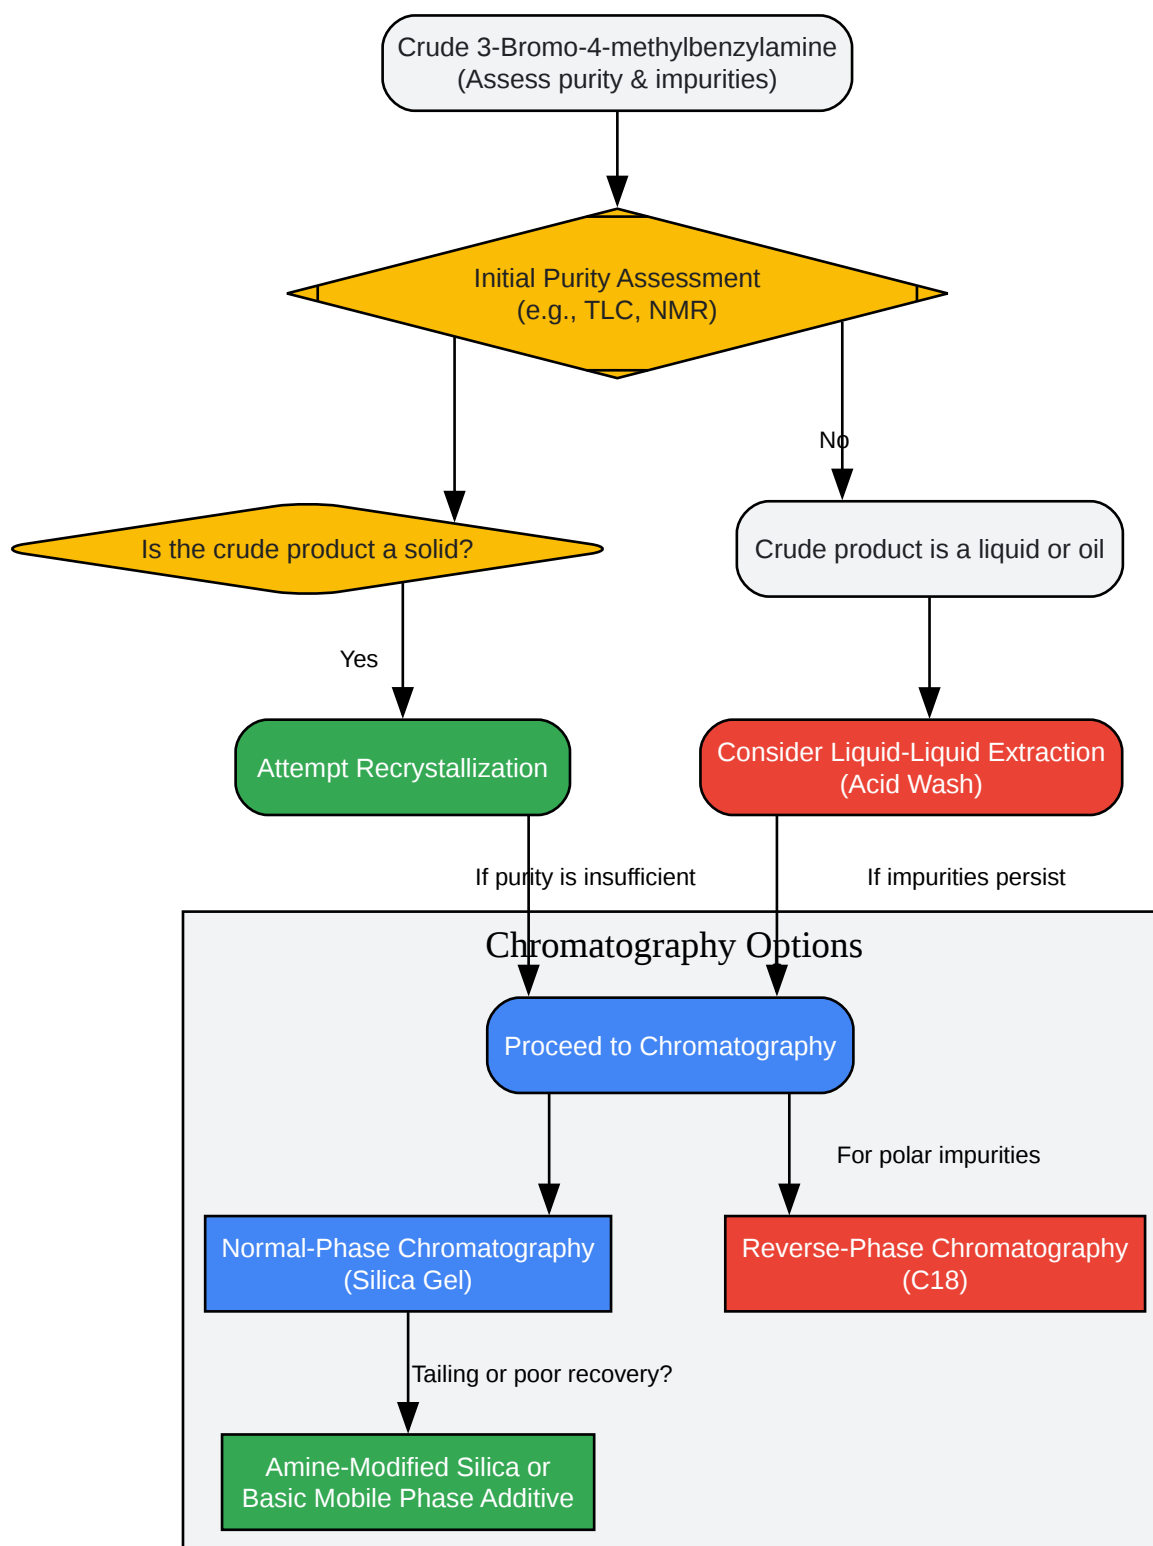 Crude 3-Bromo-4-methylbenzylamine
(Assess purity & impurities)
Initial Purity Assessment
(e.g., TLC, NMR)
No
Is the crude product a solid?
Crude product is a liquid or oil
Yes
Attempt Recrystallization
Consider Liquid-Liquid Extraction
(Acid Wash)
If purity is insufficient
If impurities persist
Chromatography Options
Proceed to Chromatography
For polar impurities
Normal-Phase Chromatography
(Silica Gel)
Reverse-Phase Chromatography
(C18)
Tailing or poor recovery?
Amine-Modified Silica or
Basic Mobile Phase Additive